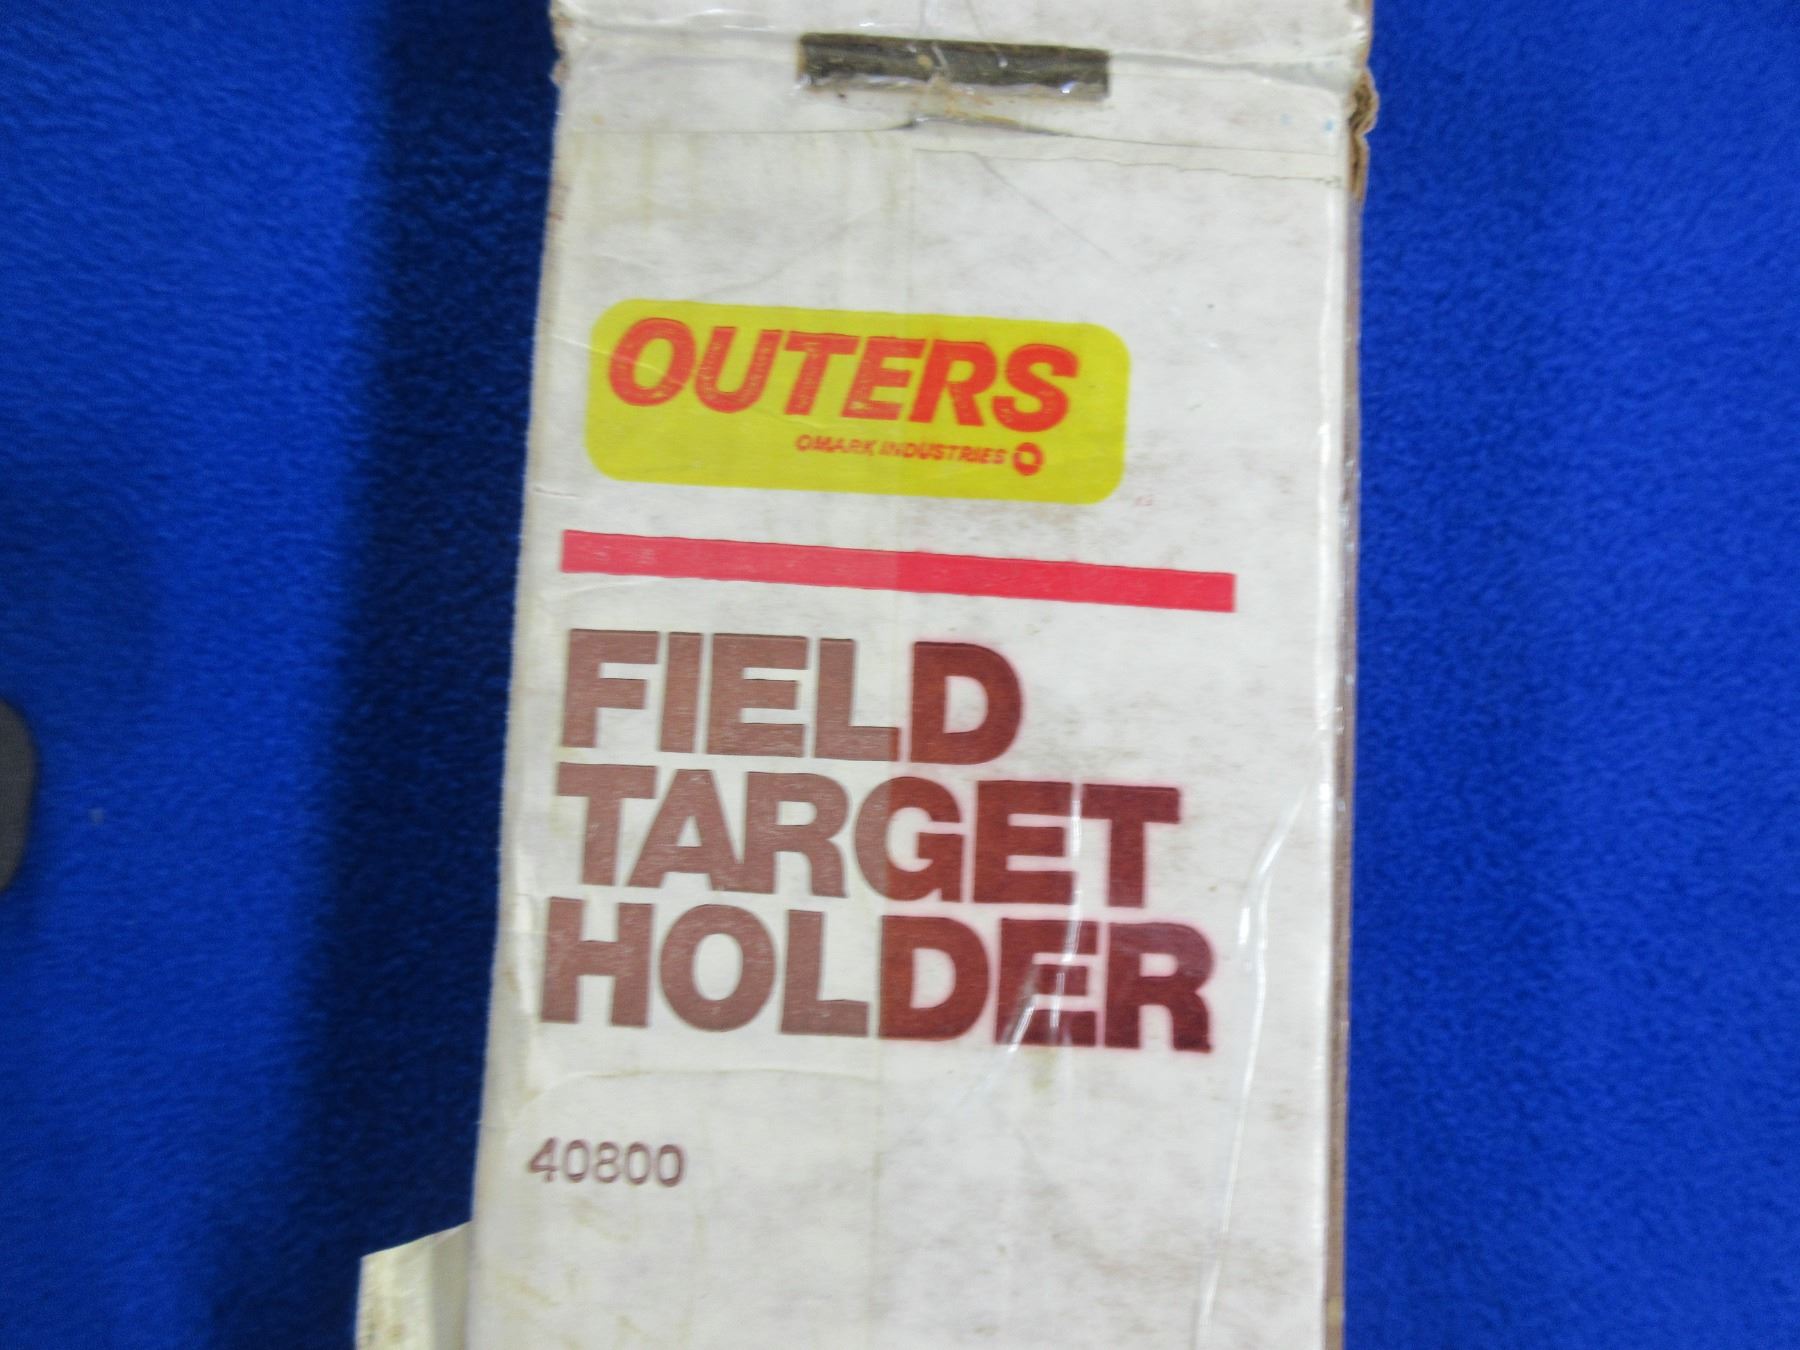 OUTERS
OMARK INDUSTRIES
FIELD
TARGET
HOLDER
40800